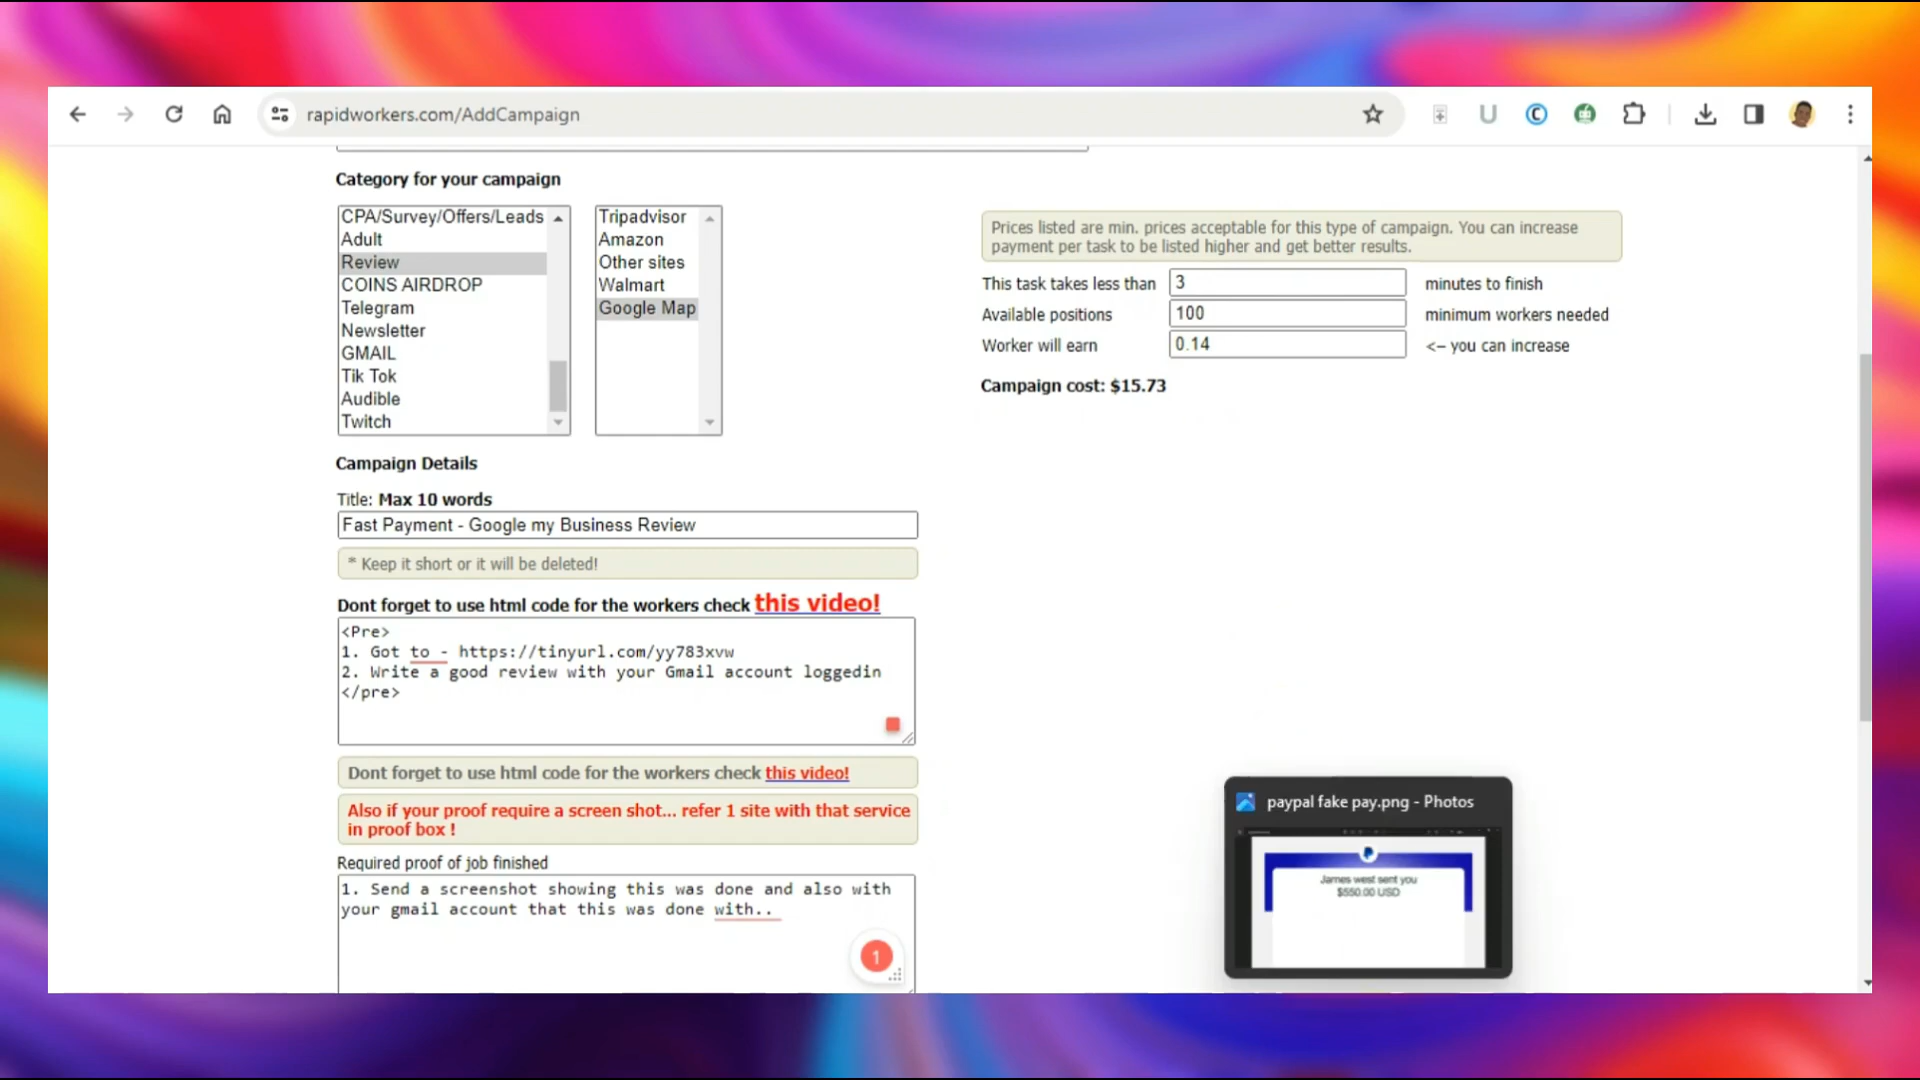 rapidworkers.com/AddCampaign
Category for your campaign
CPA/Survey/Offers/Leads
Adult
Review
COINS AIRDROP
Telegram
Newsletter
GMAIL
Tik Tok
Audible
Twitch
Tripadvisor
Amazon
Other sites
Walmart
Google Map
Prices listed are min. prices acceptable for this type of campaign. You can increase
payment per task to be listed higher and get better results.
This task takes less than 3 minutes to finish
Available positions 100 minimum workers needed
Worker will earn 0.14 <– you can increase
Campaign cost: $15.73
Campaign Details
Title: Max 10 words
Fast Payment - Google my Business Review
* Keep it short or it will be deleted!
Dont forget to use html code for the workers check this video!
<Pre>
1. Got to - https://tinyurl.com/yy783xvw
2. Write a good review with your Gmail account loggedin
</pre>
Dont forget to use html code for the workers check this video!
Also if your proof require a screen shot... refer 1 site with that service
in proof box !
Required proof of job finished
1. Send a screenshot showing this was done and also with
your gmail account that this was done with..
1
paypal fake pay.png - Photos
James west sent you
$550.00 USD